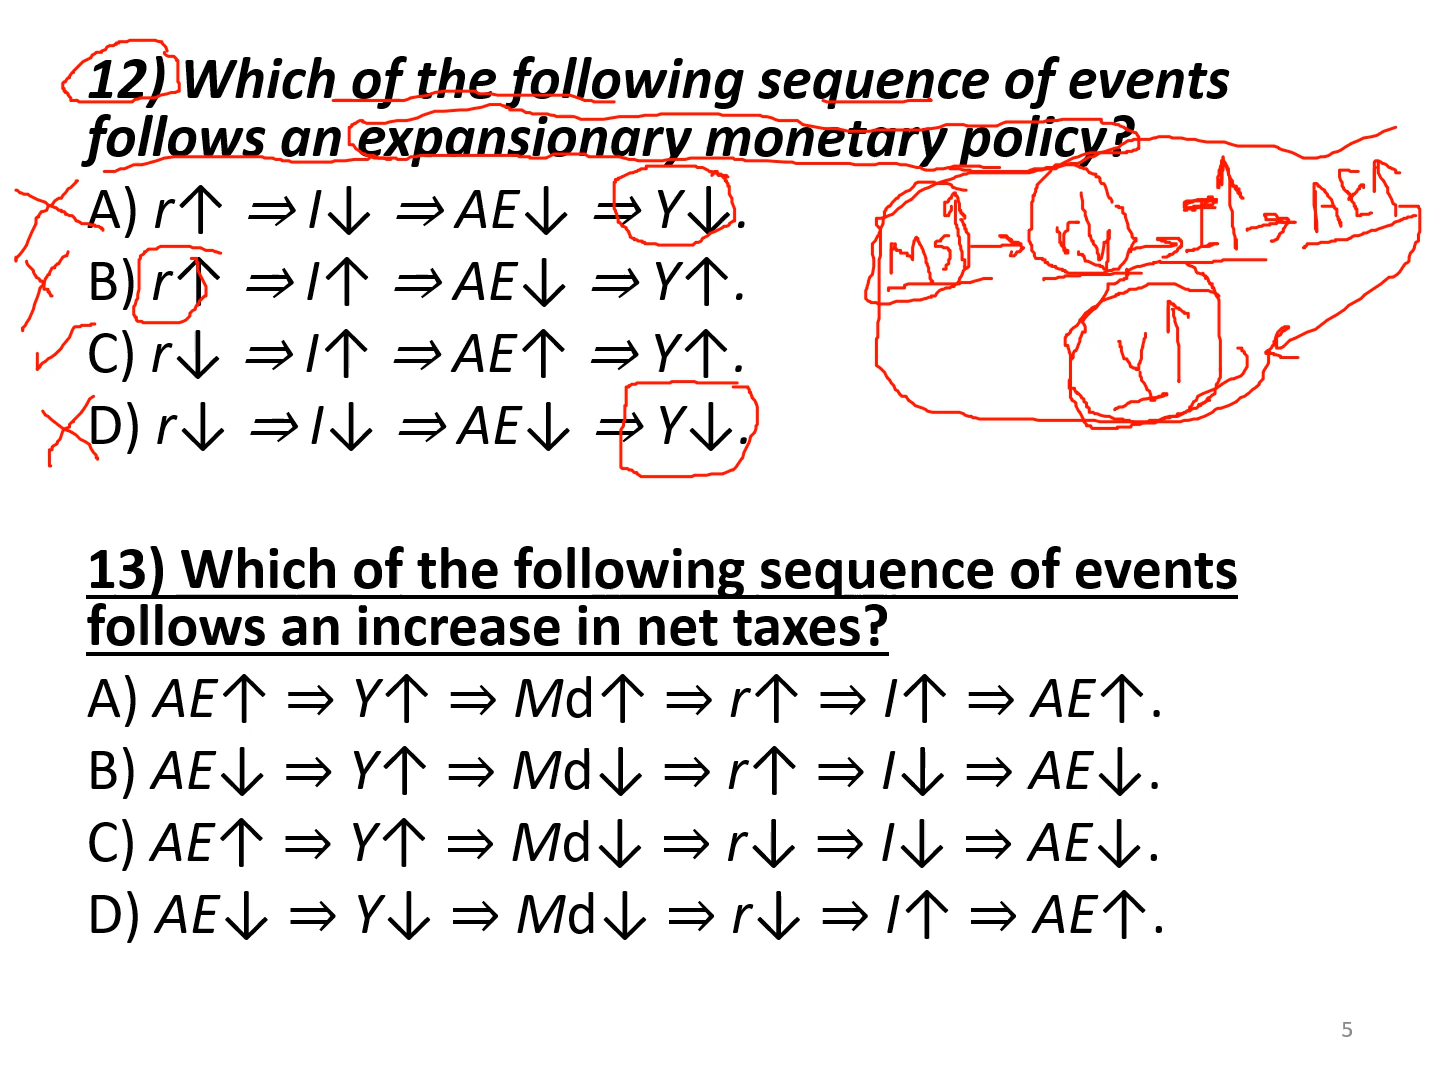 12) Which of the following sequence of events
follows an expansionary monetary policy?
A) r↑ ⇒ I↓ ⇒ AE↓ ⇒ Y↓.
B) r↑ ⇒ I↑ ⇒ AE↓ ⇒ Y↑.
C) r↓ ⇒ I↑ ⇒ AE↑ ⇒ Y↑.
D) r↓ ⇒ I↓ ⇒ AE↓ ⇒ Y↓.
MS↑ → r↓ → I↑ → AE↑
Y↑
13) Which of the following sequence of events
follows an increase in net taxes?
A) AE↑ ⇒ Y↑ ⇒ Md↑ ⇒ r↑ ⇒ I↑ ⇒ AE↑.
B) AE↓ ⇒ Y↑ ⇒ Md↓ ⇒ r↑ ⇒ I↓ ⇒ AE↓.
C) AE↑ ⇒ Y↑ ⇒ Md↓ ⇒ r↓ ⇒ I↓ ⇒ AE↓.
D) AE↓ ⇒ Y↓ ⇒ Md↓ ⇒ r↓ ⇒ I↑ ⇒ AE↑.
5